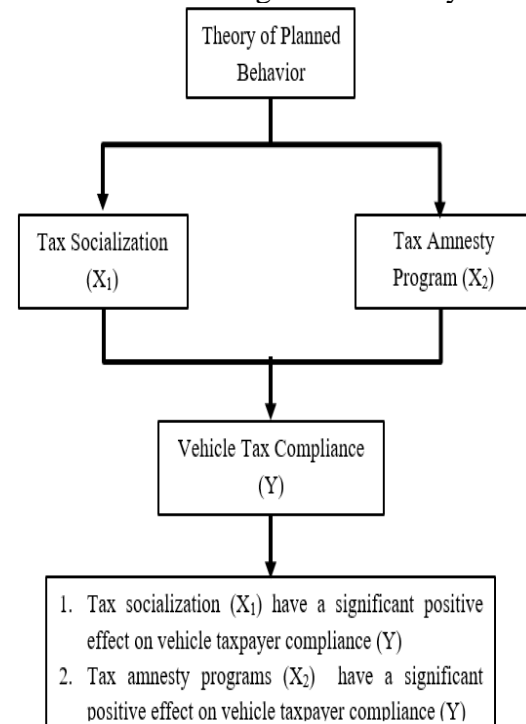 Theory of Planned
Behavior
Tax Socialization
(X₁)
Tax Amnesty
Program (X₂)
Vehicle Tax Compliance
(Y)
1. Tax socialization (X₁) have a significant positive
effect on vehicle taxpayer compliance (Y)
2. Tax amnesty programs (X₂) have a significant
positive effect on vehicle taxpayer compliance (Y)